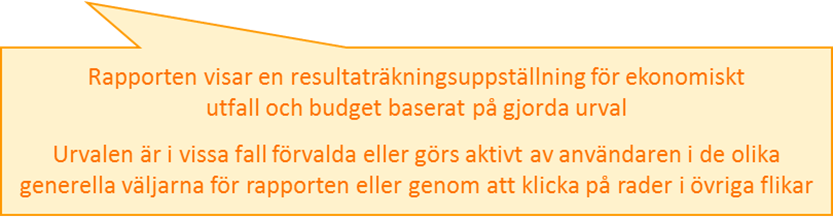 Rapporten visar en resultaträkningsuppställning för ekonomiskt
utfall och budget baserat på gjorda urval
Urvalen är i vissa fall förvalda eller görs aktivt av användaren i de olika
generella väljarna för rapporten eller genom att klicka på rader i övriga flikar